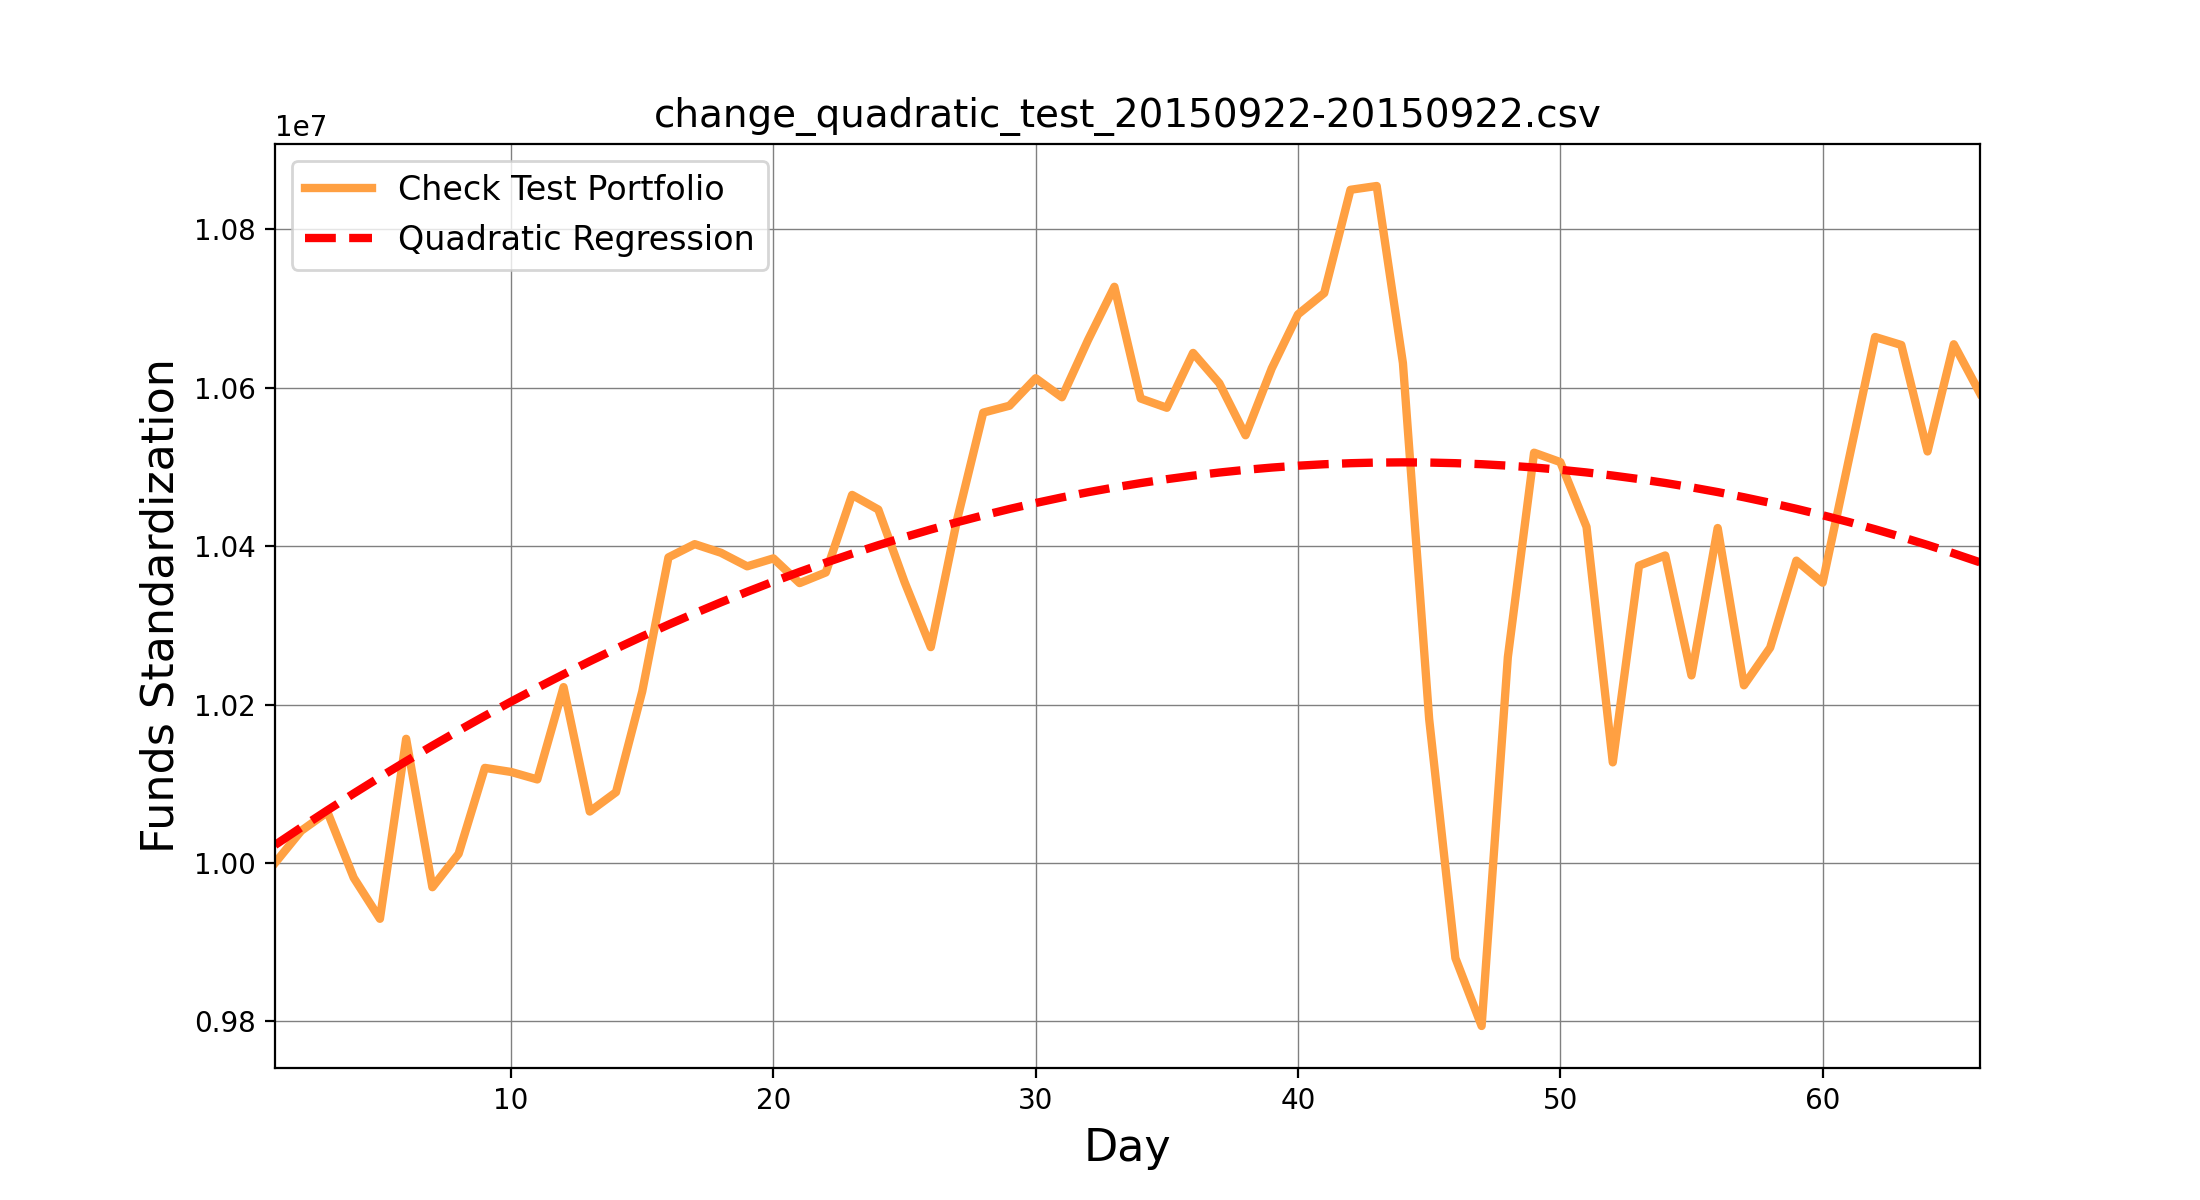 change_quadratic_test_20150922-20150922.csv
1e7
Check Test Portfolio
Quadratic Regression
1.08
1.06
1.04
1.02
1.00
0.98
Funds Standardization
10 20 30 40 50 60
Day